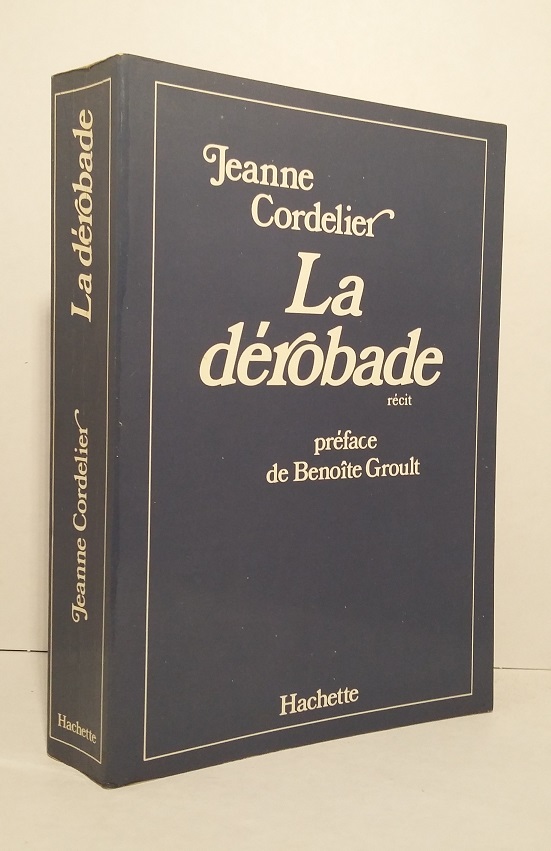 Jeanne
Cordelier
La
dérobade
récit
préface
de Benoîte Groult
Hachette
La dérobade
Jeanne Cordelier
Hachette